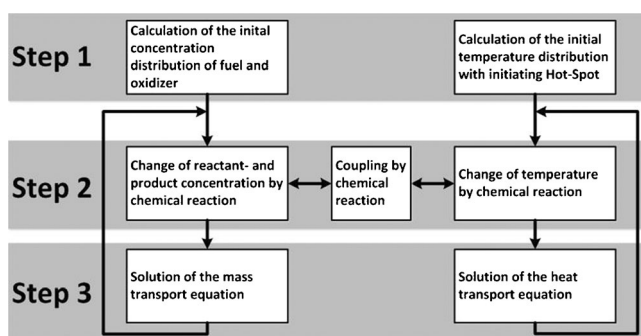 Step 1
Calculation of the inital
concentration
distribution of fuel and
oxidizer
Calculation of the initial
temperature distribution
with initiating Hot-Spot
Step 2
Change of reactant- and
product concentration by
chemical reaction
Coupling by
chemical
reaction
Change of temperature
by chemical reaction
Step 3
Solution of the mass
transport equation
Solution of the heat
transport equation